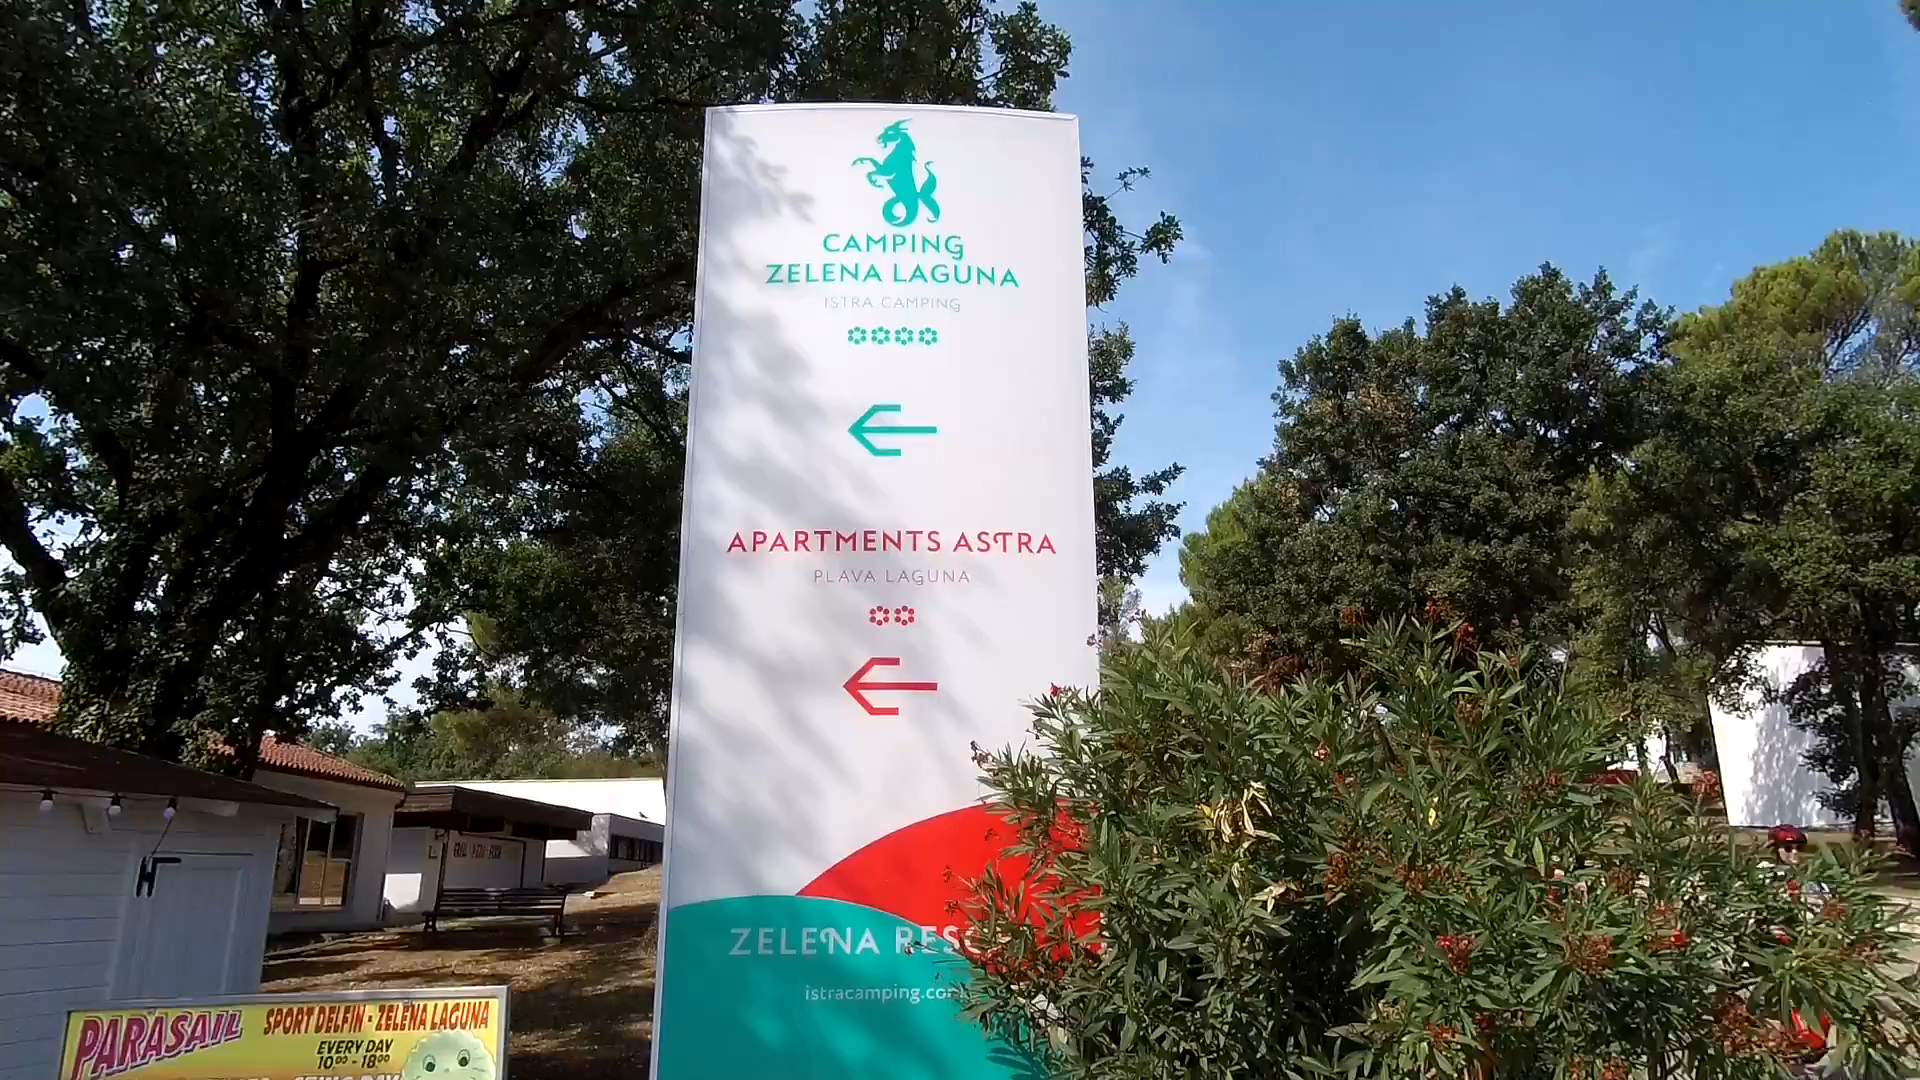 CAMPING
ZELENA LAGUNA
ISTRA CAMPING
APARTMENTS ASTRA
PLAVA LAGUNA
ZELENA
istracamping.com
PARASAIL
SPORT DELFIN - ZELENA LAGUNA
EVERY DAY
10⁰⁰ - 18⁰⁰